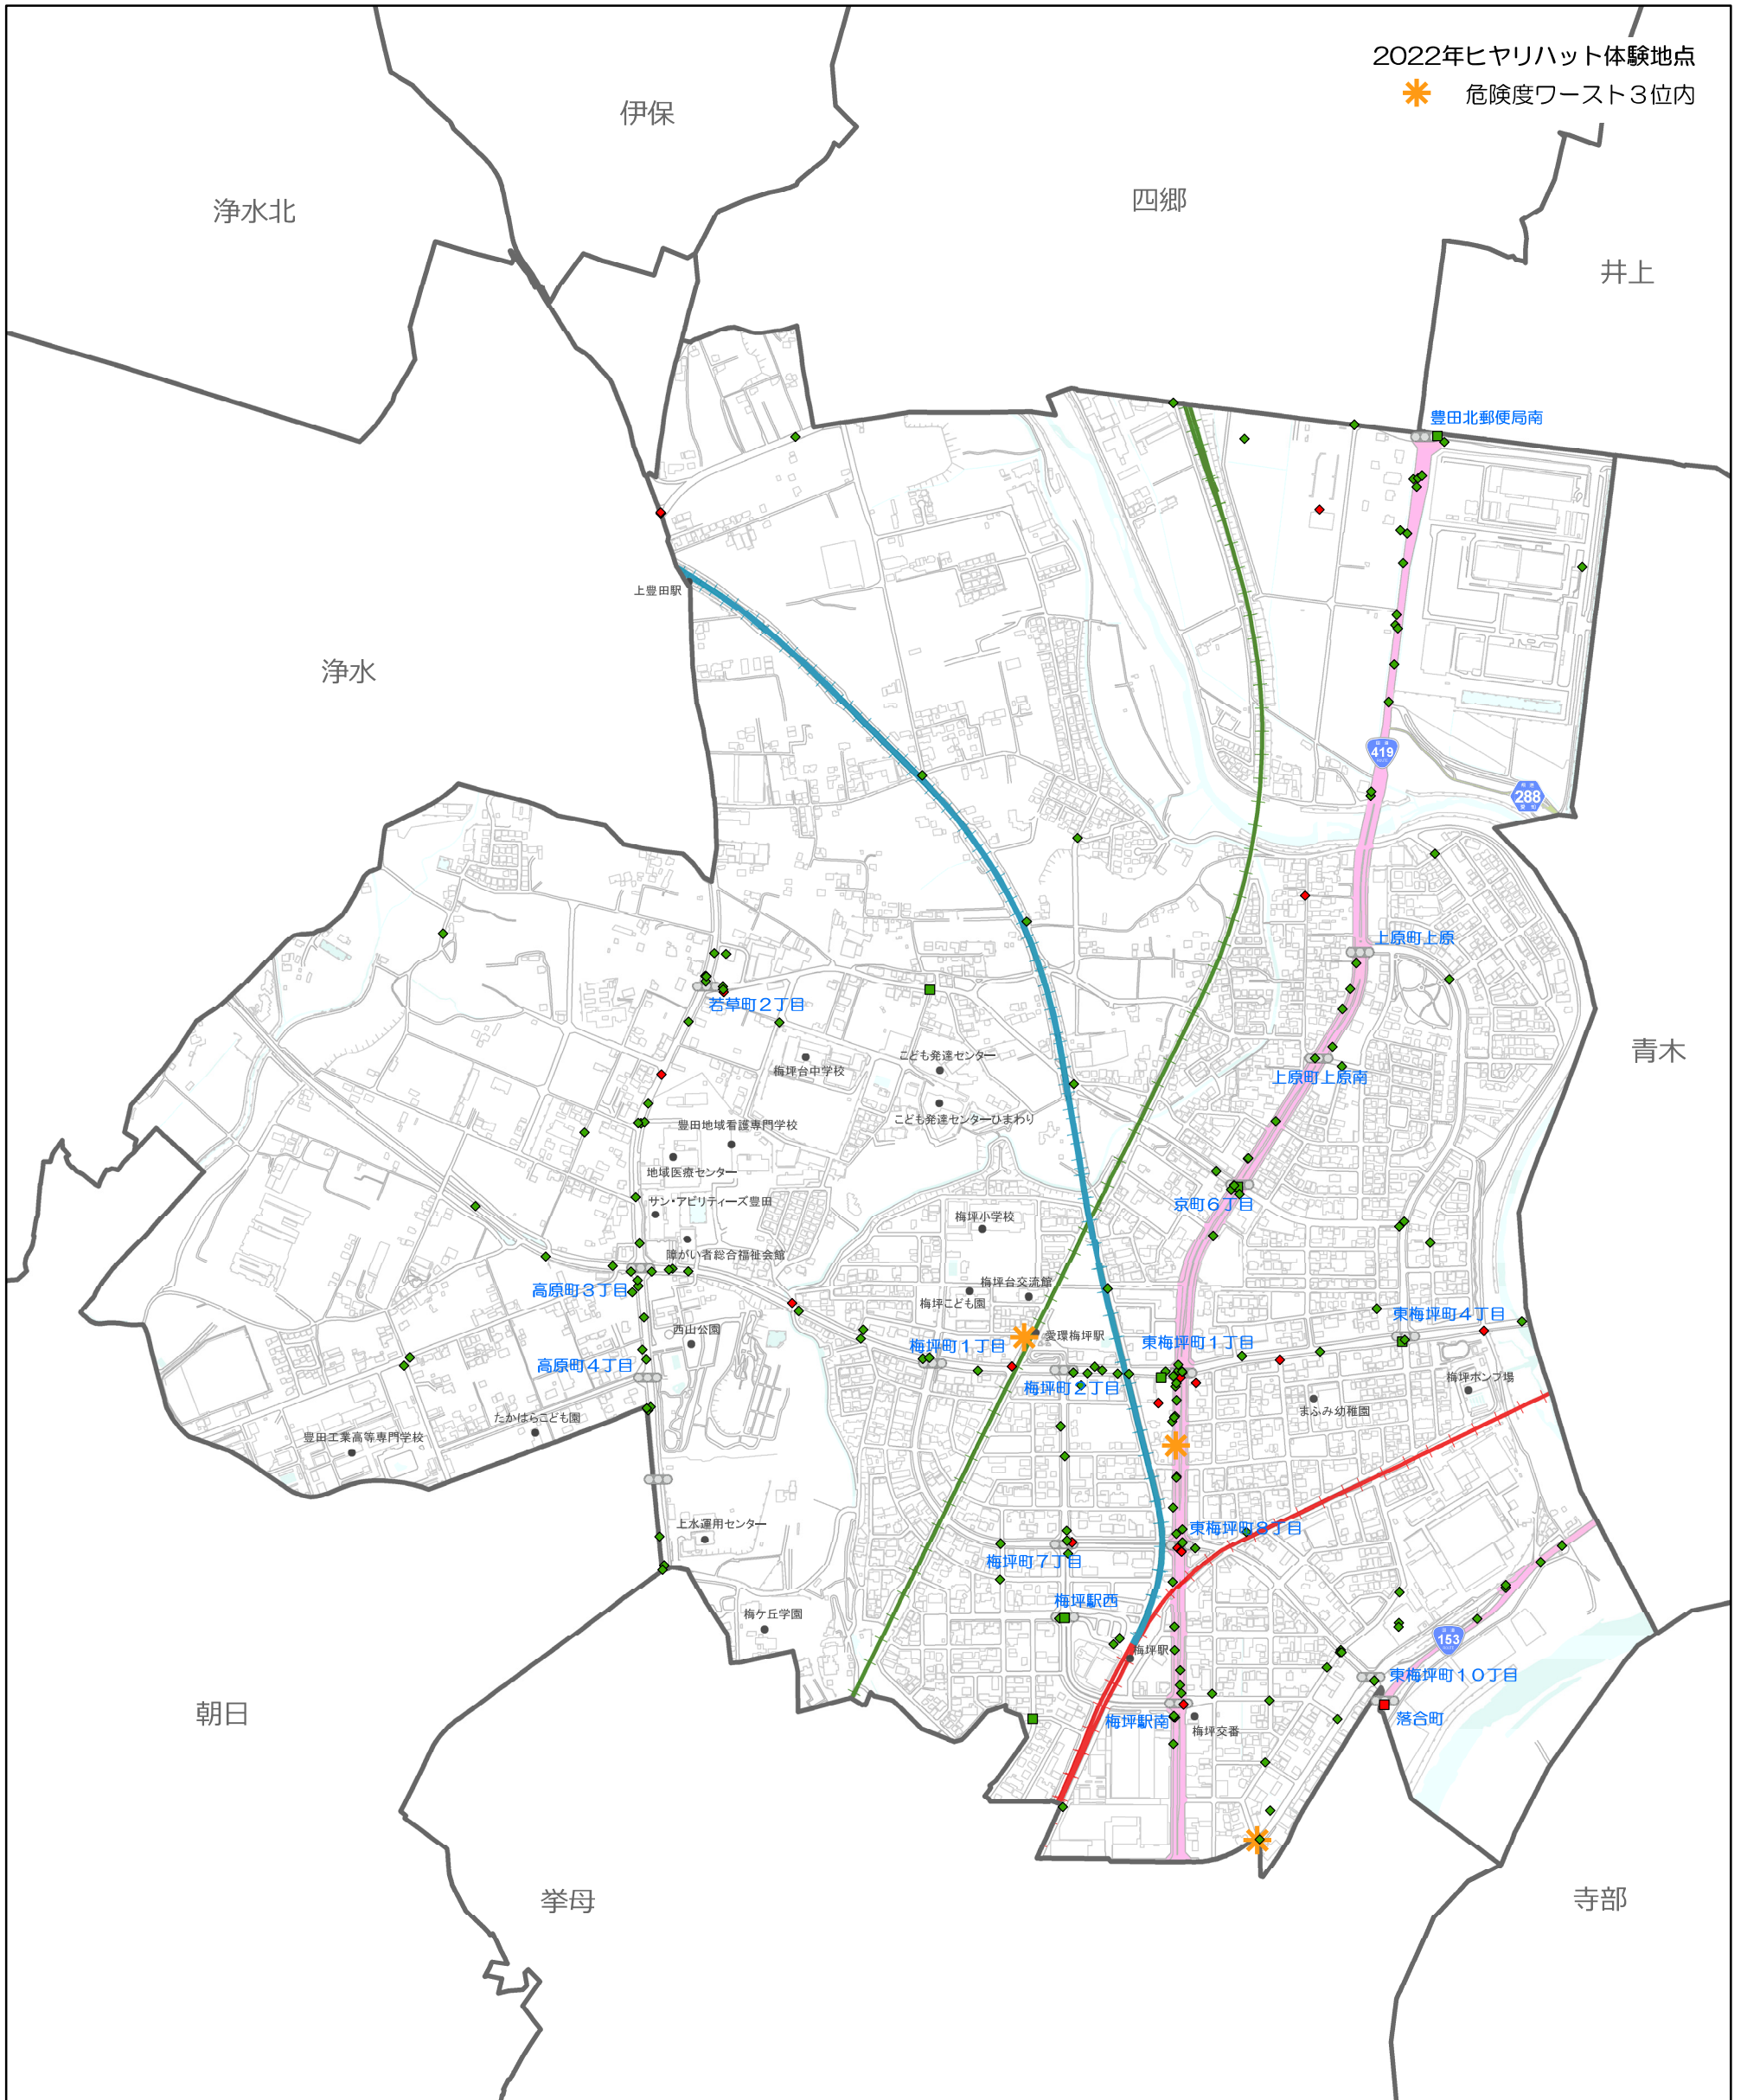 2022年ヒヤリハット体験地点
危険度ワースト3位内
伊保
浄水北
四郷
井上
豊田北郵便局南
上豊田駅
浄水
419
288
上原町上原
若草町2丁目
青木
こども発達センター
梅坪台中学校
上原町上原南
こども発達センターひまわり
豊田地域看護専門学校
地域医療センター
サン・アビリティーズ豊田
京町6丁目
梅坪小学校
障がい者総合福祉会館
梅坪台交流館
高原町3丁目
梅坪こども園
東梅坪町4丁目
西山公園
愛環梅坪駅
梅坪町1丁目
東梅坪町1丁目
高原町4丁目
梅坪ポンプ場
梅坪町2丁目
まふみ幼稚園
たかはらこども園
豊田工業高等専門学校
上水運用センター
東梅坪町8丁目
梅坪町7丁目
梅坪駅西
梅ケ丘学園
153
梅坪駅
東梅坪町10丁目
朝日
梅坪駅南
落合町
梅坪交番
挙母
寺部